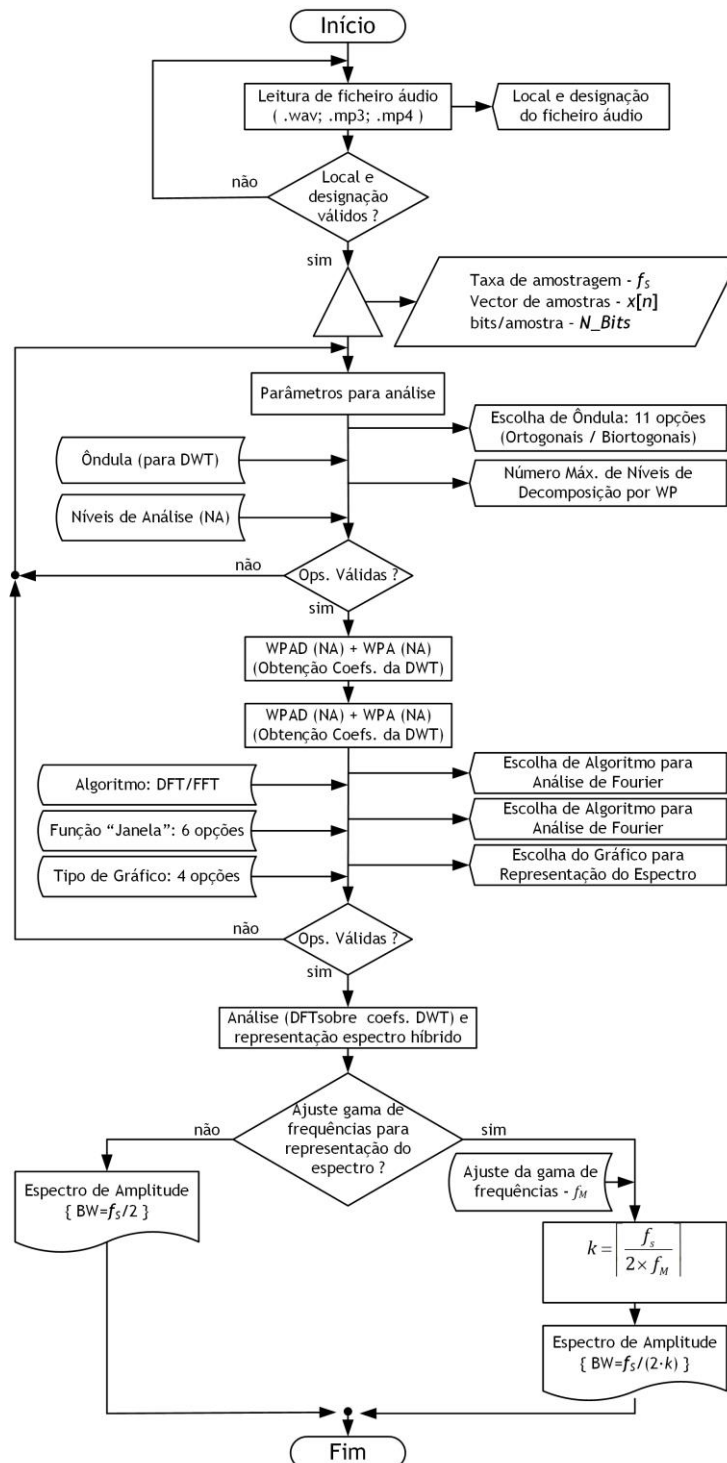 Início
Leitura de ficheiro áudio
( .wav; .mp3; .mp4 )
Local e designação
do ficheiro áudio
não
Local e
designação
válidos ?
sim
Taxa de amostragem - fs
Vector de amostras - x[n]
bits/amostra - N_Bits
Parâmetros para análise
Escolha de Ôndula: 11 opções
(Ortogonais / Biortogonais)
Ôndula (para DWT)
Número Máx. de Níveis de
Decomposição por WP
Níveis de Análise (NA)
não
Ops. Válidas ?
sim
WPAD (NA) + WPA (NA)
(Obtenção Coefs. da DWT)
WPAD (NA) + WPA (NA)
(Obtenção Coefs. da DWT)
Escolha de Algoritmo para
Análise de Fourier
Algoritmo: DFT/FFT
Escolha de Algoritmo para
Análise de Fourier
Função “Janela”: 6 opções
Escolha do Gráfico para
Representação do Espectro
Tipo de Gráfico: 4 opções
não
Ops. Válidas ?
sim
Análise (DFTsobre coefs. DWT) e
representação espectro híbrido
Ajuste gama de
frequências para
representação do
espectro ?
não
sim
Espectro de Amplitude
{ BW=fs/2 }
Ajuste da gama de
frequências - fM
k = ⌈fs / 2 × fM⌉
Espectro de Amplitude
{ BW=fs/(2·k) }
Fim